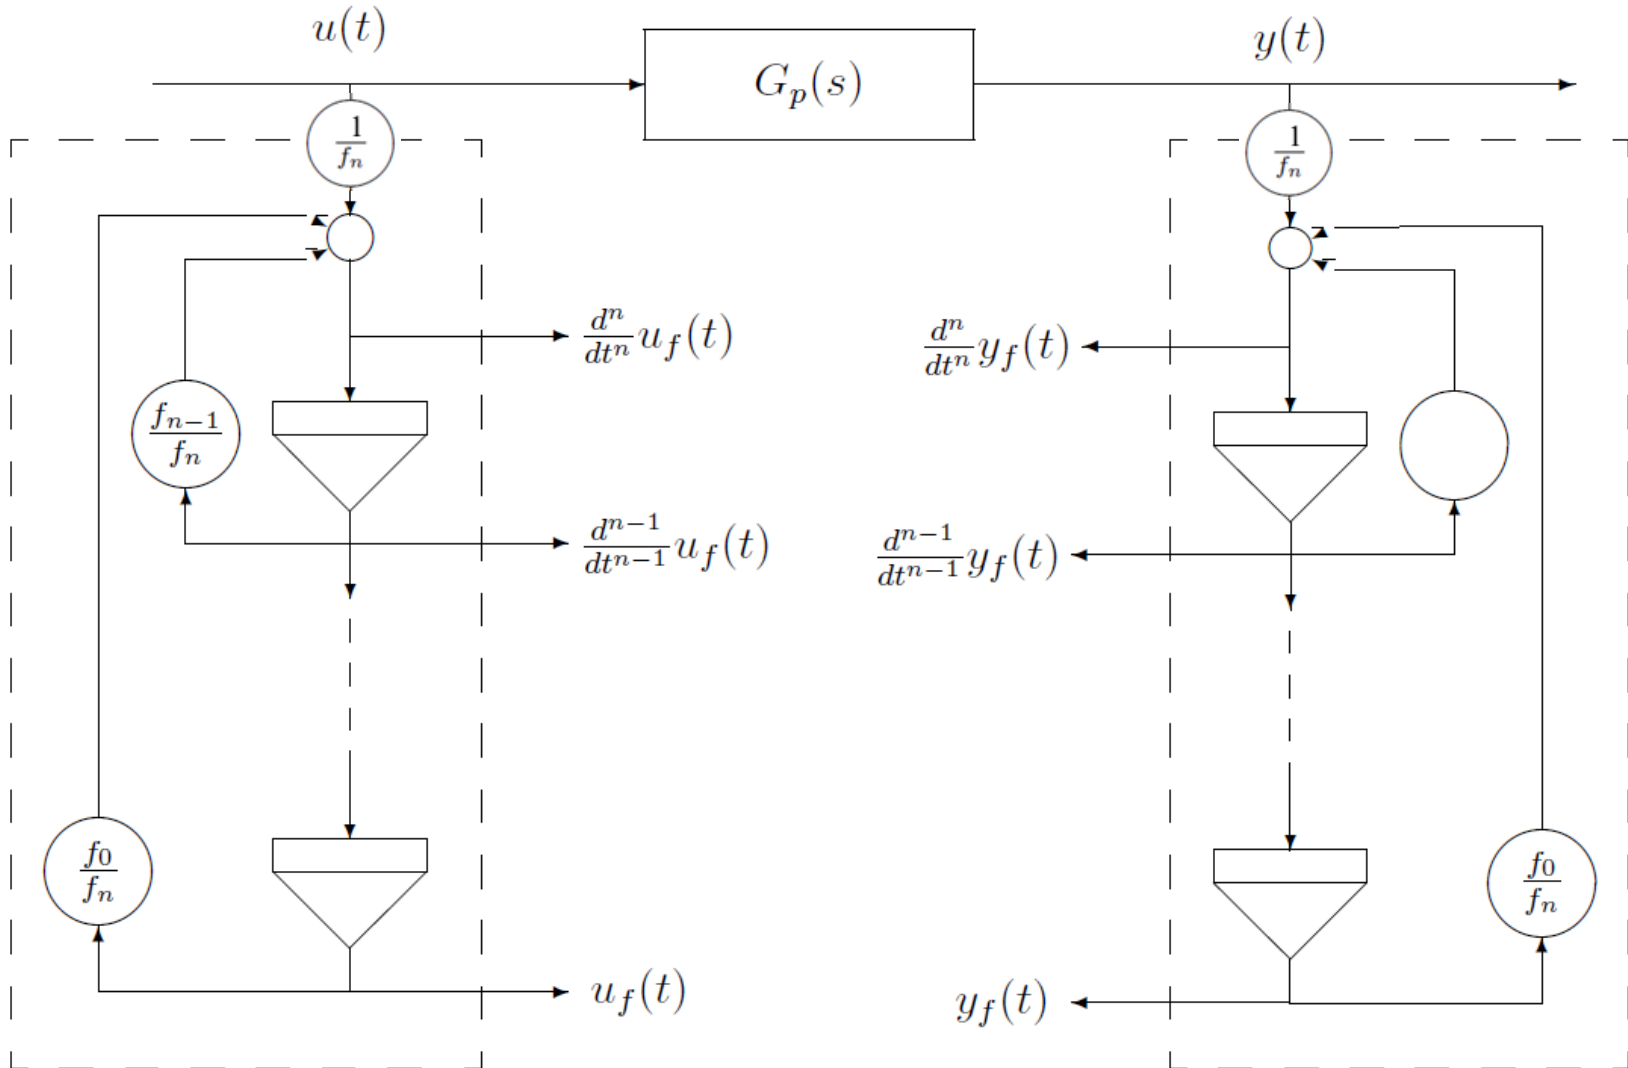 u(t)
y(t)
G_p(s)
1/f_n
1/f_n
d^n/dt^n u_f(t)
d^n/dt^n y_f(t)
f_{n-1}/f_n
d^{n-1}/dt^{n-1} u_f(t)
d^{n-1}/dt^{n-1} y_f(t)
f_0/f_n
f_0/f_n
u_f(t)
y_f(t)